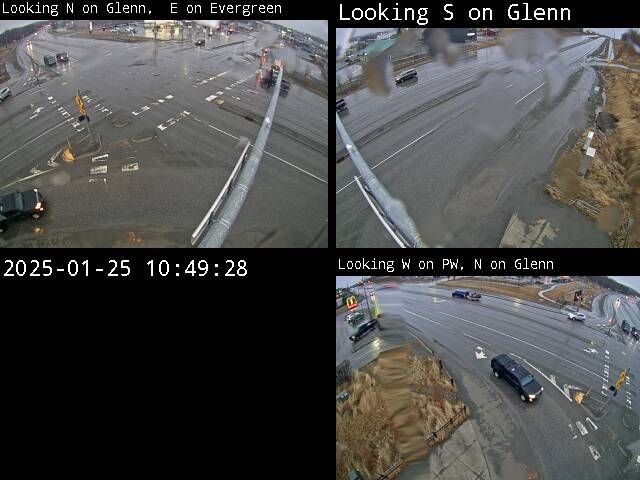 Looking N on Glenn,  E on Evergreen
Looking S on Glenn
2025-01-25 10:49:28
Looking W on PW, N on Glenn